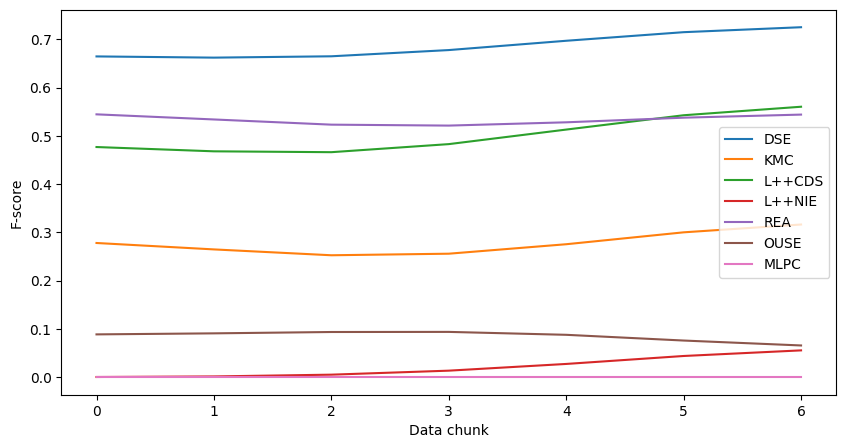 0.7
0.6
0.5
0.4
0.3
0.2
0.1
0.0
F-score
0
1
2
3
4
5
6
Data chunk
DSE
KMC
L++CDS
L++NIE
REA
OUSE
MLPC